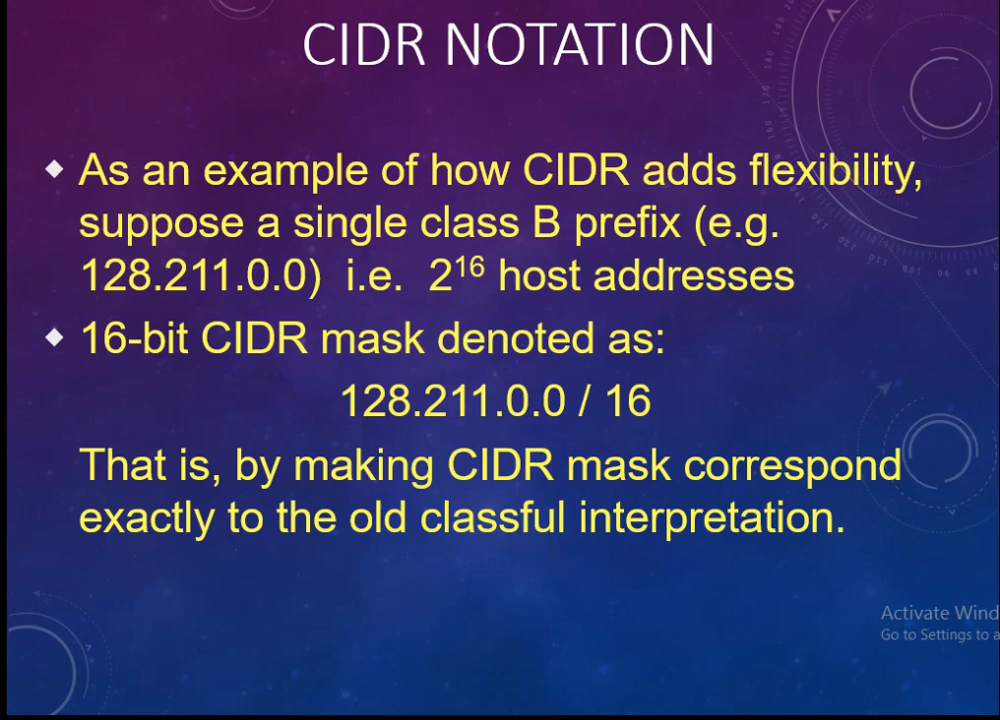 CIDR NOTATION
As an example of how CIDR adds flexibility,
suppose a single class B prefix (e.g.
128.211.0.0) i.e. 2¹⁶ host addresses
16-bit CIDR mask denoted as:
128.211.0.0 / 16
That is, by making CIDR mask correspond
exactly to the old classful interpretation.
Activate Wind
Go to Settings to a